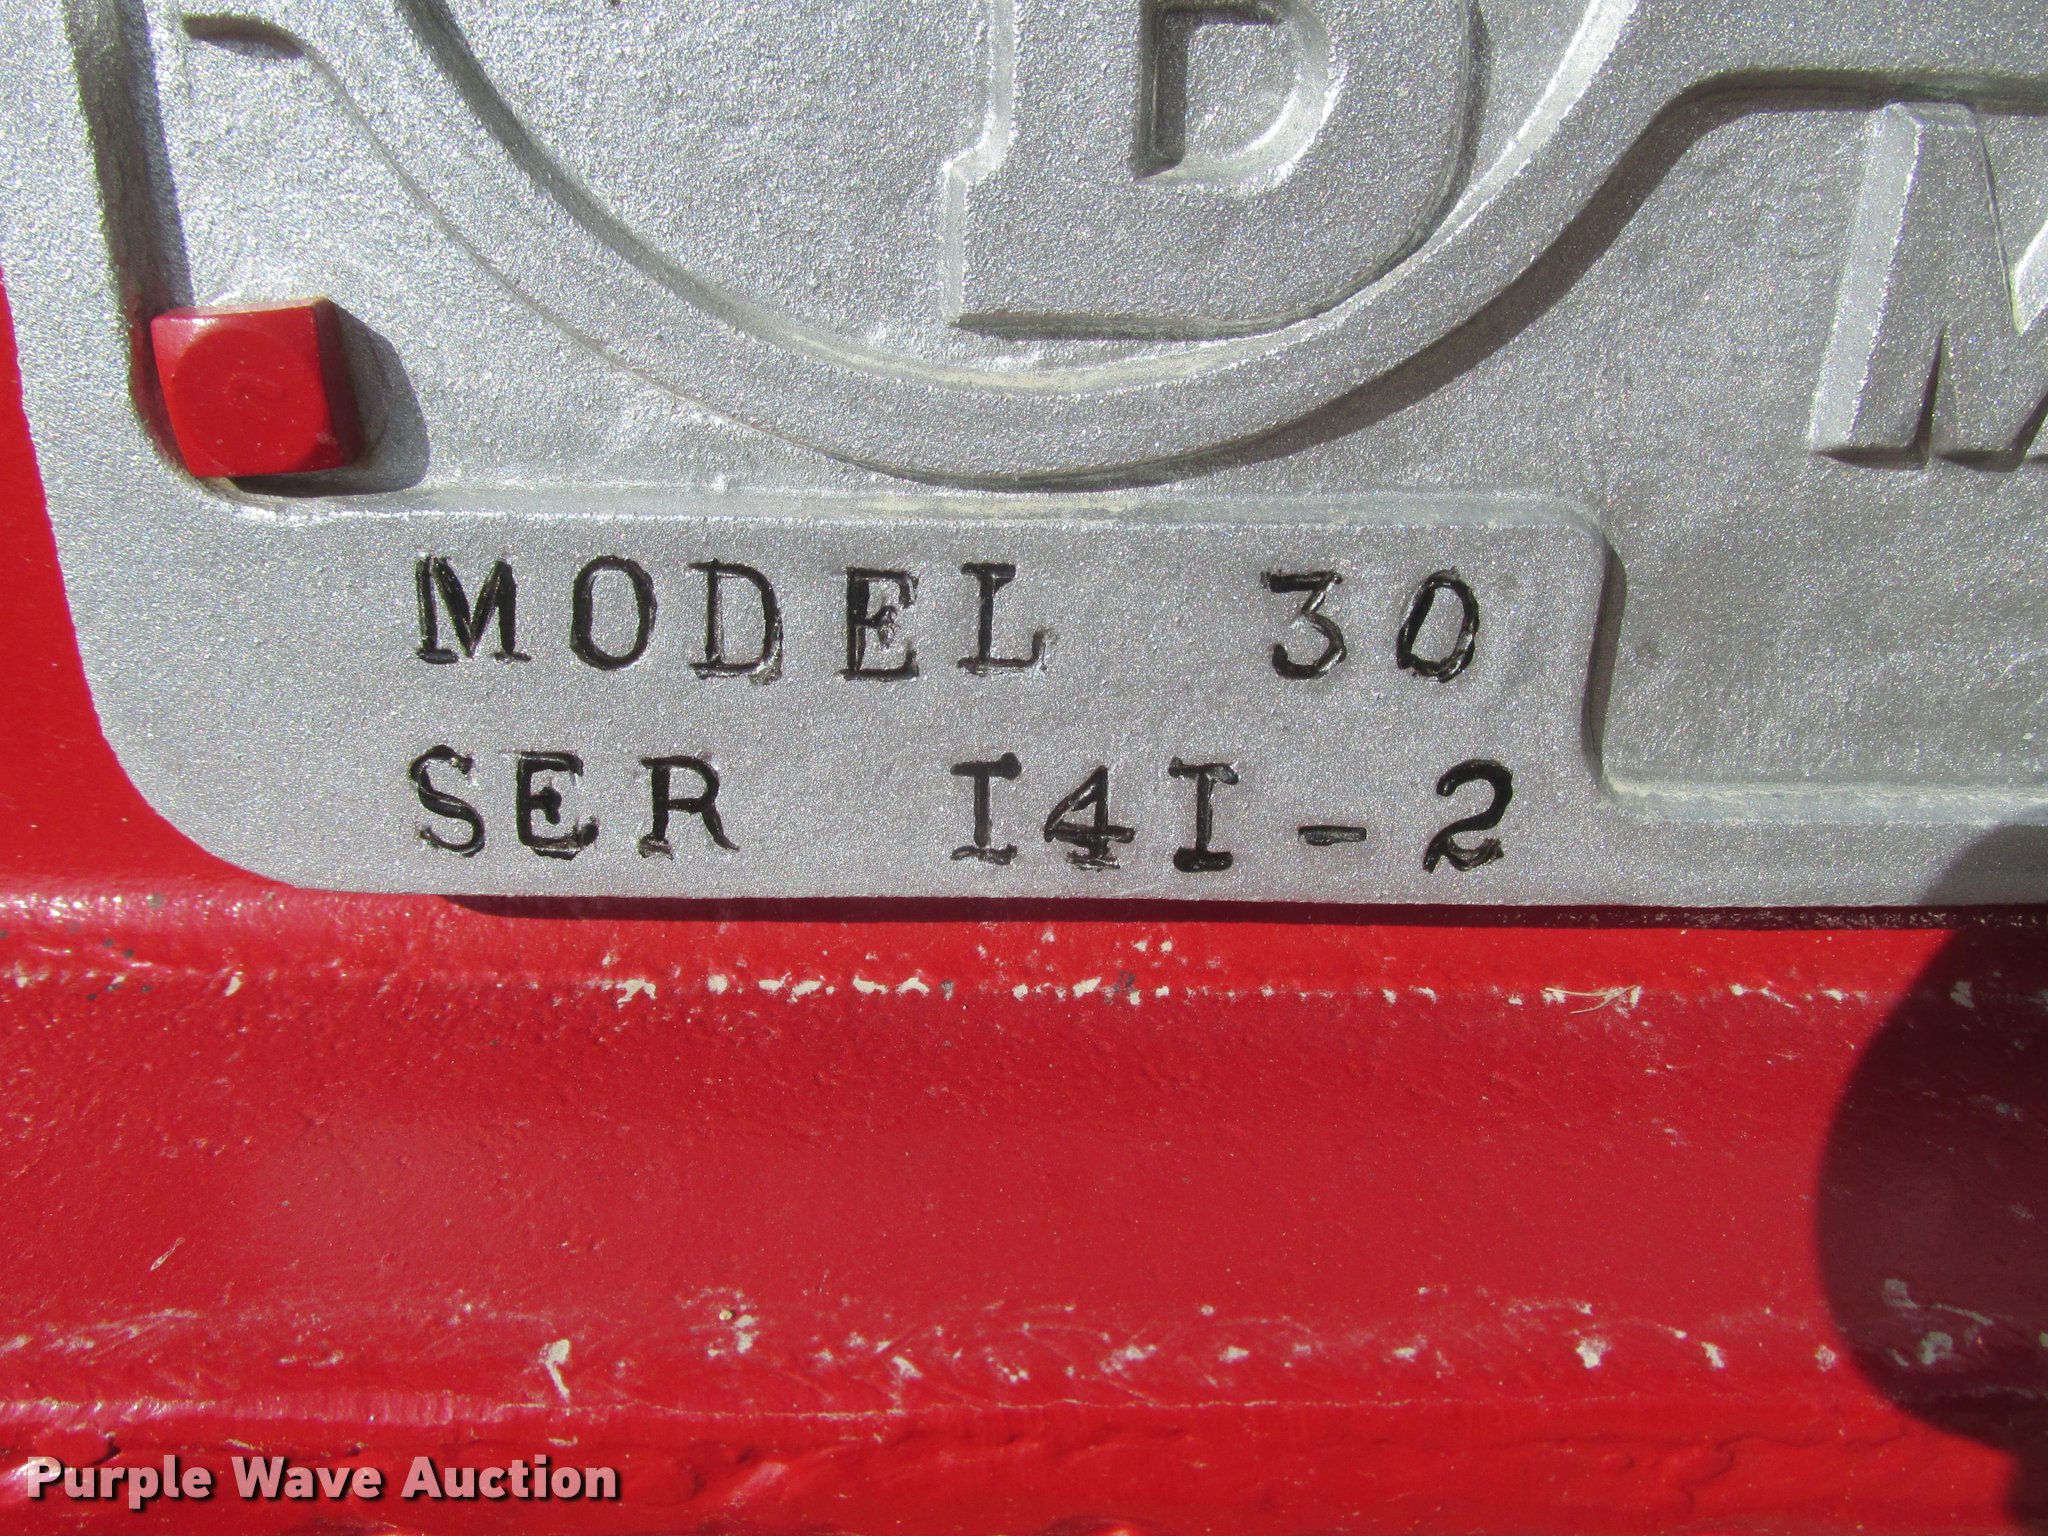 D M
MODEL 30
SER I4I-2
Purple Wave Auction